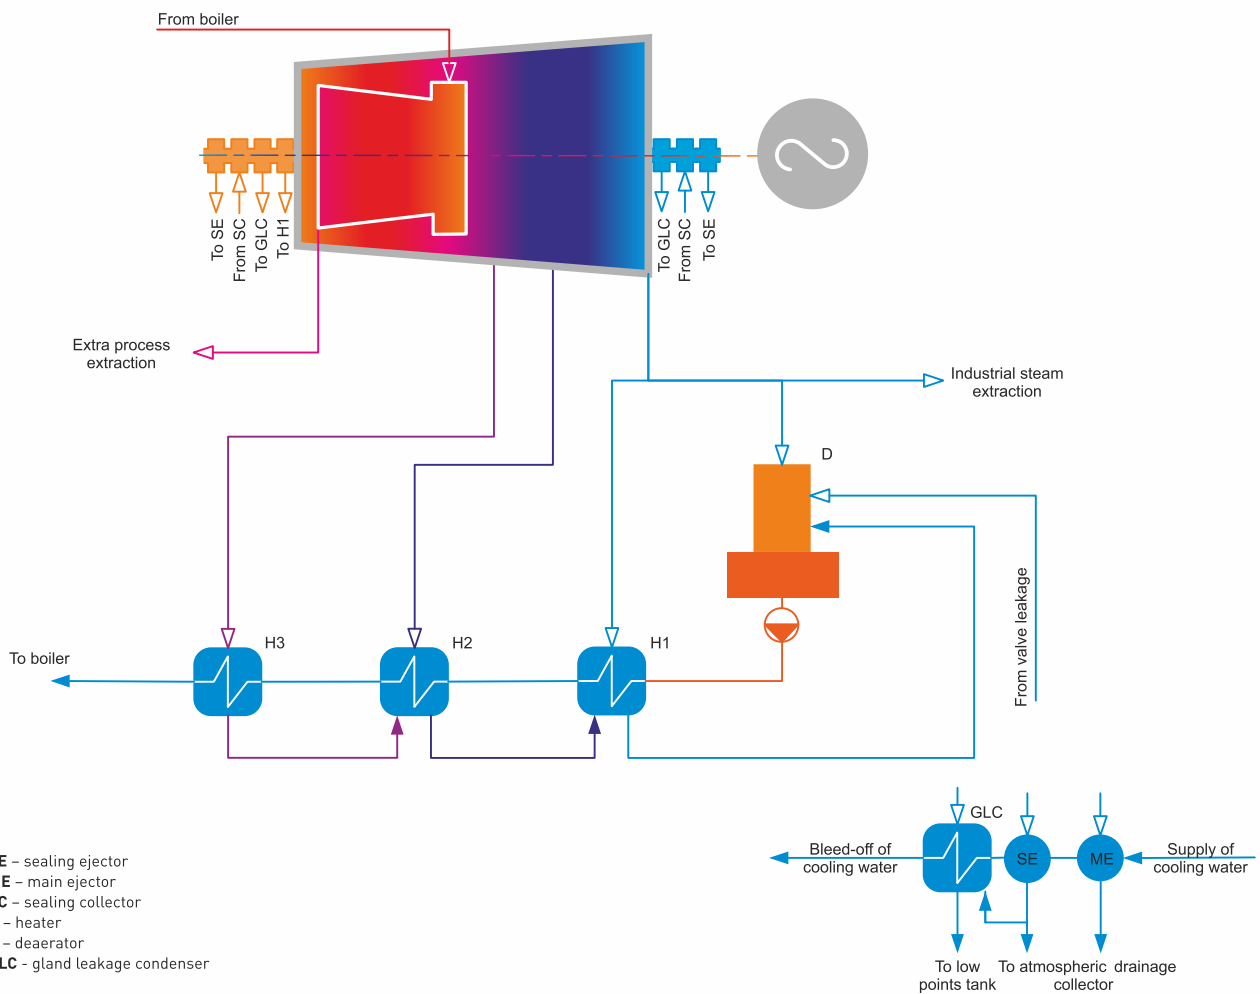 From boiler
To SE
From SC
To GLC
To H1
To GLC
From SC
To SE
Extra process
extraction
Industrial steam
extraction
D
From valve leakage
H3
H2
H1
To boiler
GLC
SE
ME
Bleed-off of
cooling water
Supply of
cooling water
To low
points tank
To atmospheric drainage
collector
E – sealing ejector
E – main ejector
C – sealing collector
– heater
– deaerator
LC - gland leakage condenser